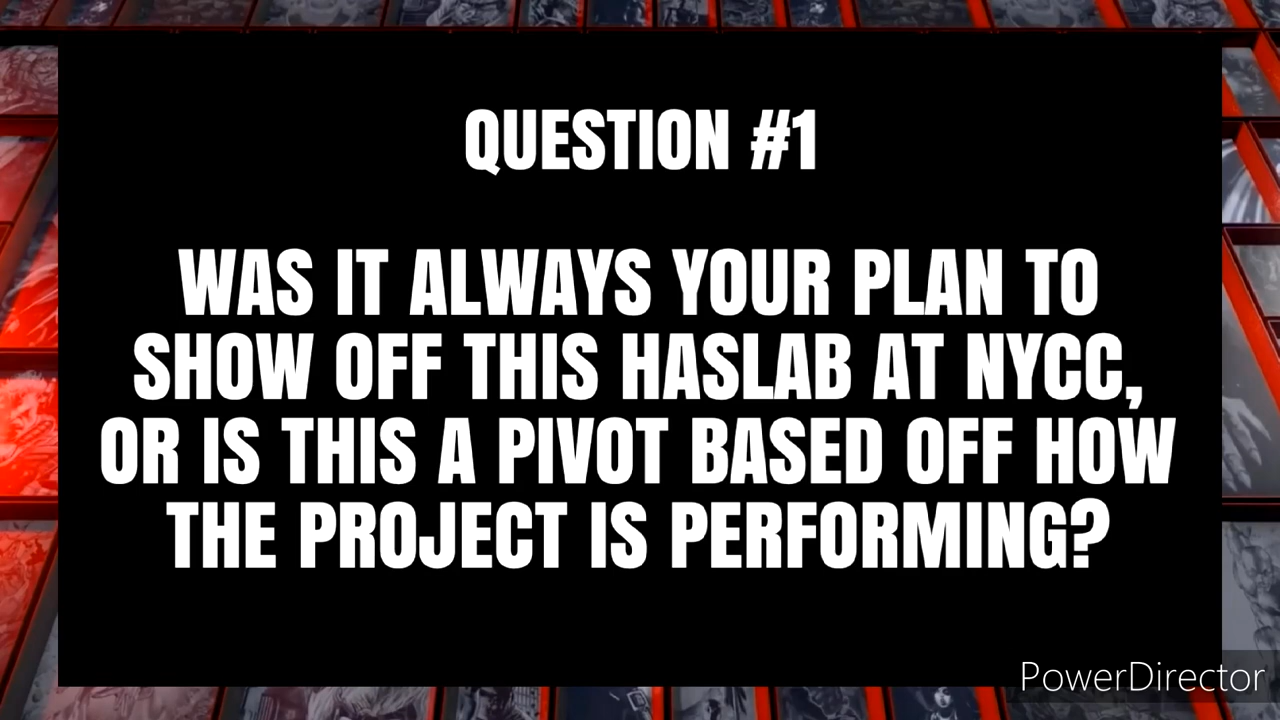 QUESTION #1
WAS IT ALWAYS YOUR PLAN TO
SHOW OFF THIS HASLAB AT NYCC,
OR IS THIS A PIVOT BASED OFF HOW
THE PROJECT IS PERFORMING?
PowerDirector